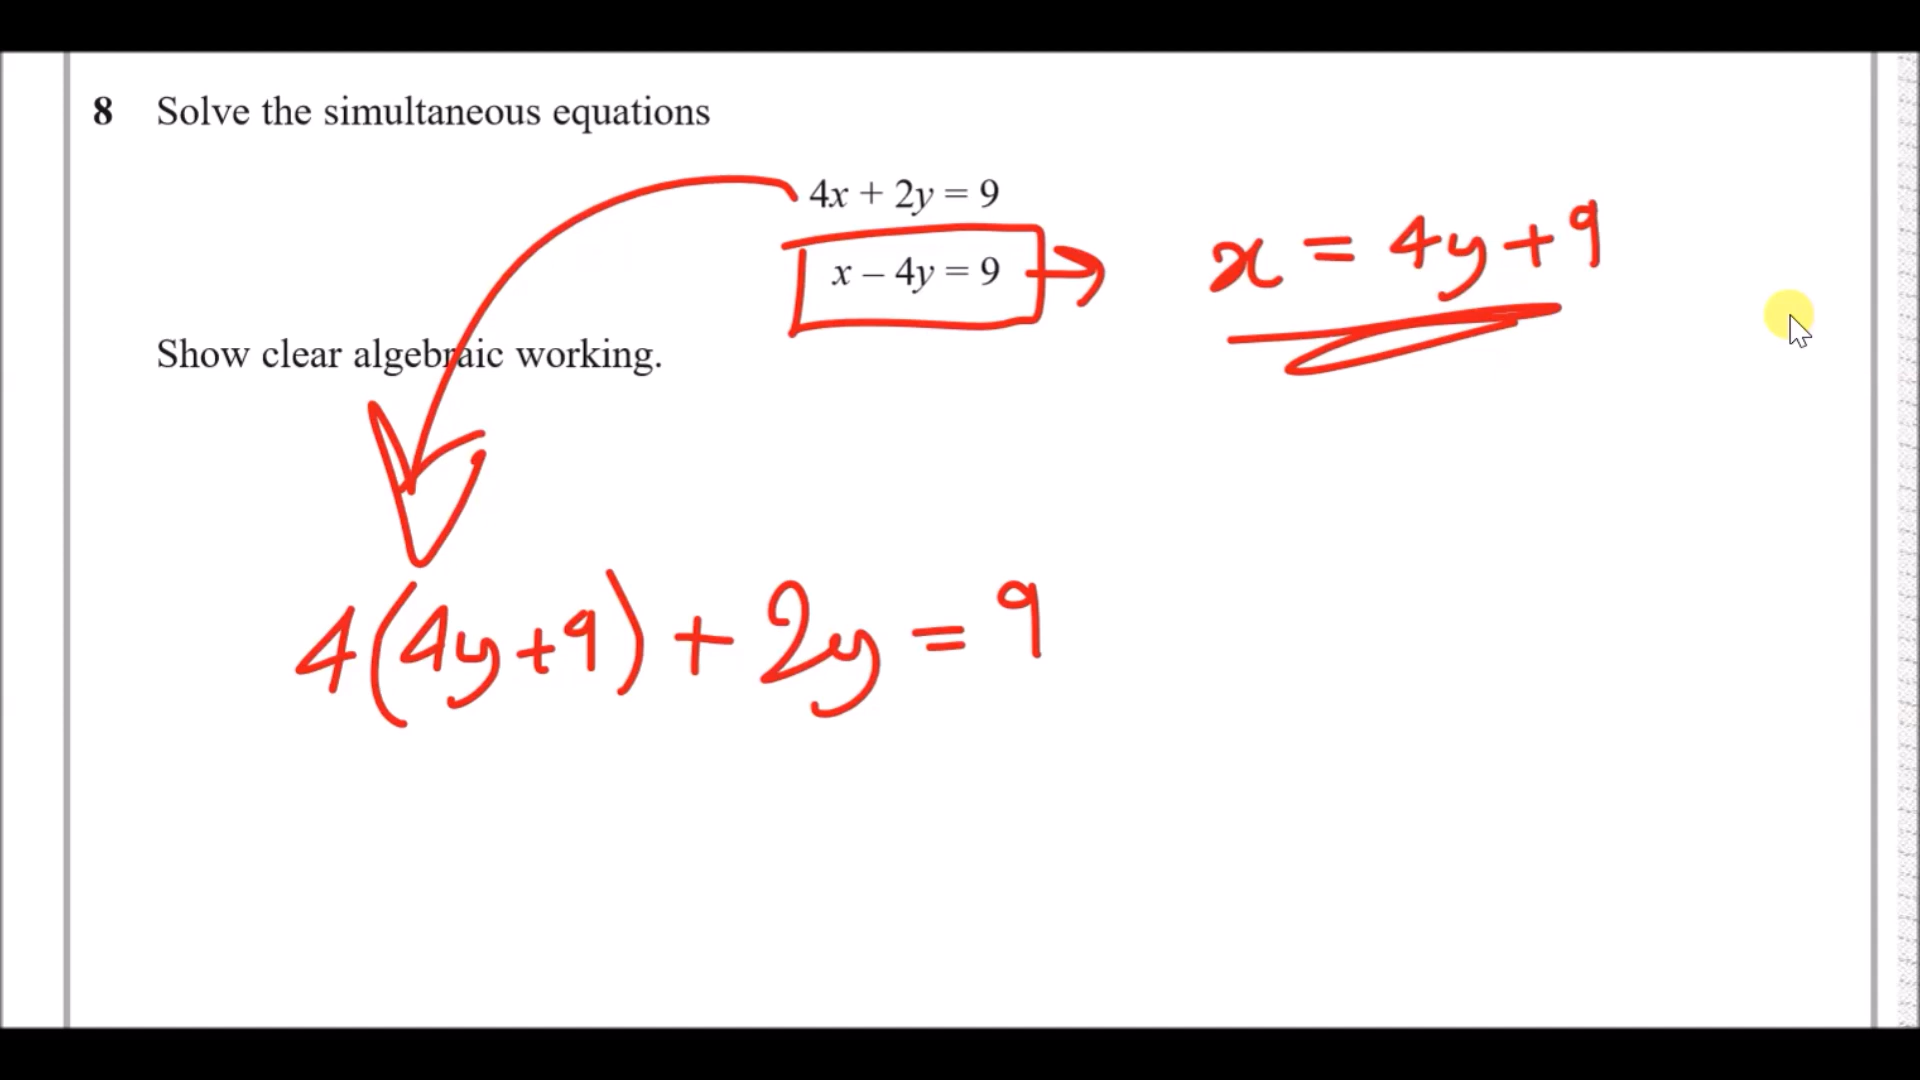 8 Solve the simultaneous equations
4x + 2y = 9
x – 4y = 9
x = 4y + 9
Show clear algebraic working.
4(4y+9) + 2y = 9